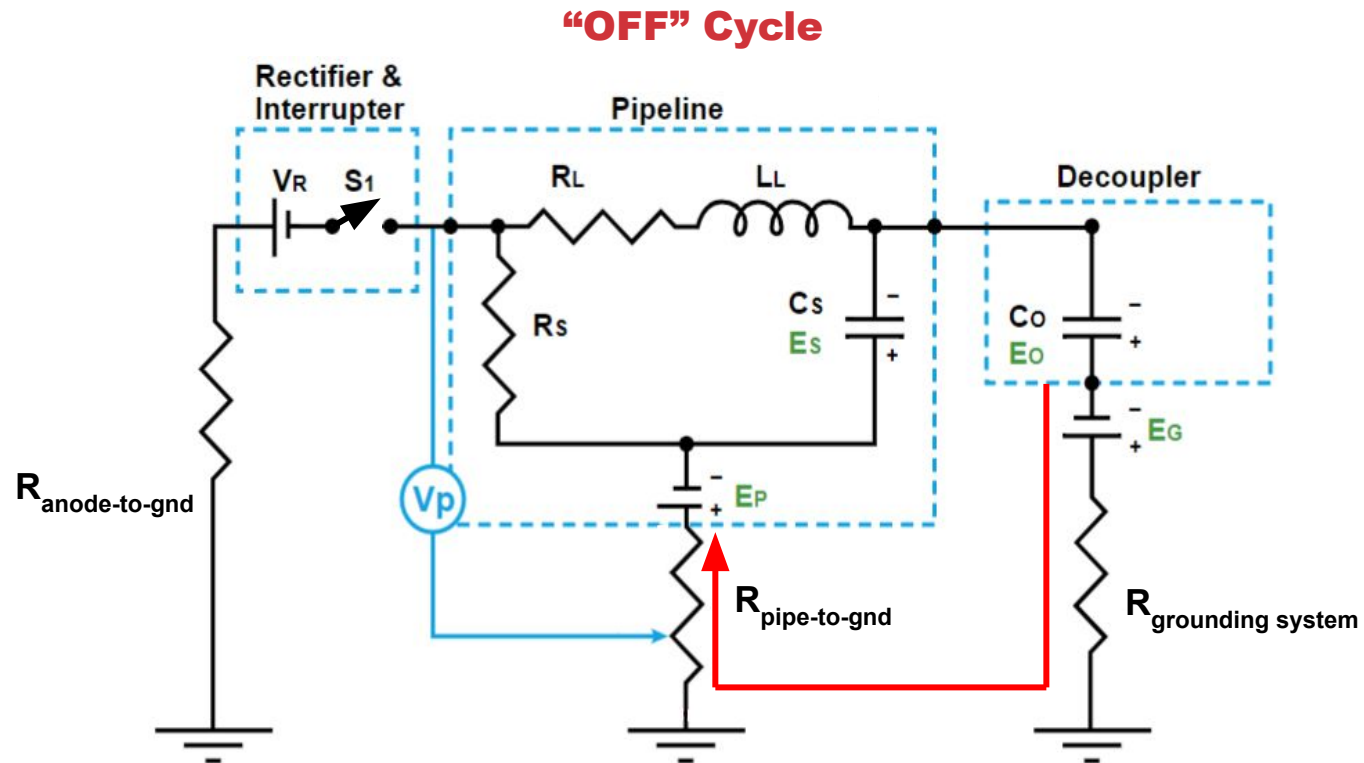 “OFF” Cycle
Rectifier &
Interrupter
Pipeline
VR S1
RL
LL
Decoupler
RS
CS
ES
−
+
CO
EO
−
+
−
+
EG
Ranode-to-gnd
Vp
−
+
EP
Rpipe-to-gnd
Rgrounding system